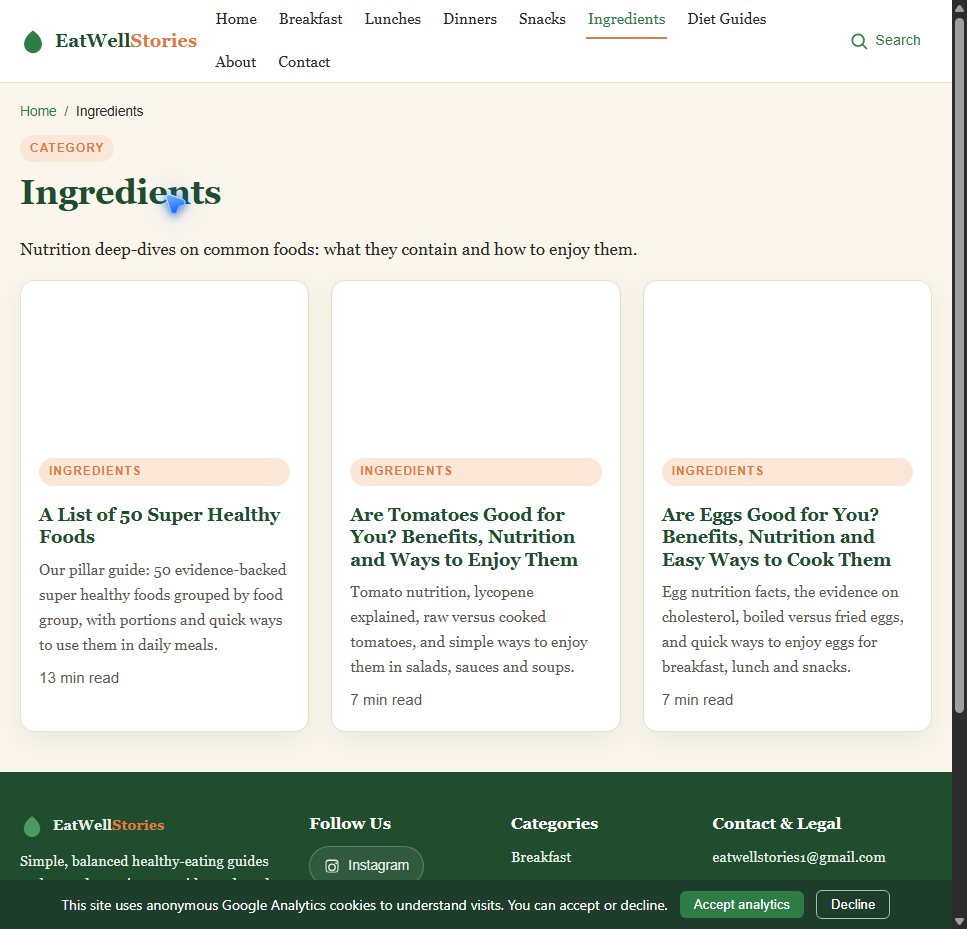 EatWellStories
Home Breakfast Lunches Dinners Snacks Ingredients Diet Guides
About Contact
Search
Home / Ingredients
CATEGORY
Ingredients
Nutrition deep-dives on common foods: what they contain and how to enjoy them.
INGREDIENTS
A List of 50 Super Healthy
Foods
Our pillar guide: 50 evidence-backed
super healthy foods grouped by food
group, with portions and quick ways
to use them in daily meals.
13 min read
INGREDIENTS
Are Tomatoes Good for
You? Benefits, Nutrition
and Ways to Enjoy Them
Tomato nutrition, lycopene
explained, raw versus cooked
tomatoes, and simple ways to enjoy
them in salads, sauces and soups.
7 min read
INGREDIENTS
Are Eggs Good for You?
Benefits, Nutrition and
Easy Ways to Cook Them
Egg nutrition facts, the evidence on
cholesterol, boiled versus fried eggs,
and quick ways to enjoy eggs for
breakfast, lunch and snacks.
7 min read
EatWellStories
Simple, balanced healthy-eating guides
Follow Us
Instagram
Categories
Breakfast
Contact & Legal
eatwellstories1@gmail.com
This site uses anonymous Google Analytics cookies to understand visits. You can accept or decline.
Accept analytics
Decline